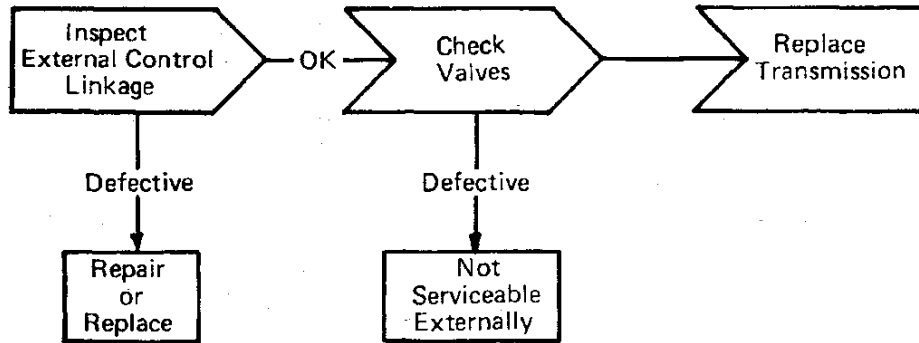 Inspect
External Control
Linkage
OK
Check
Valves
Replace
Transmission
Defective
Defective
Repair
or
Replace
Not
Serviceable
Externally